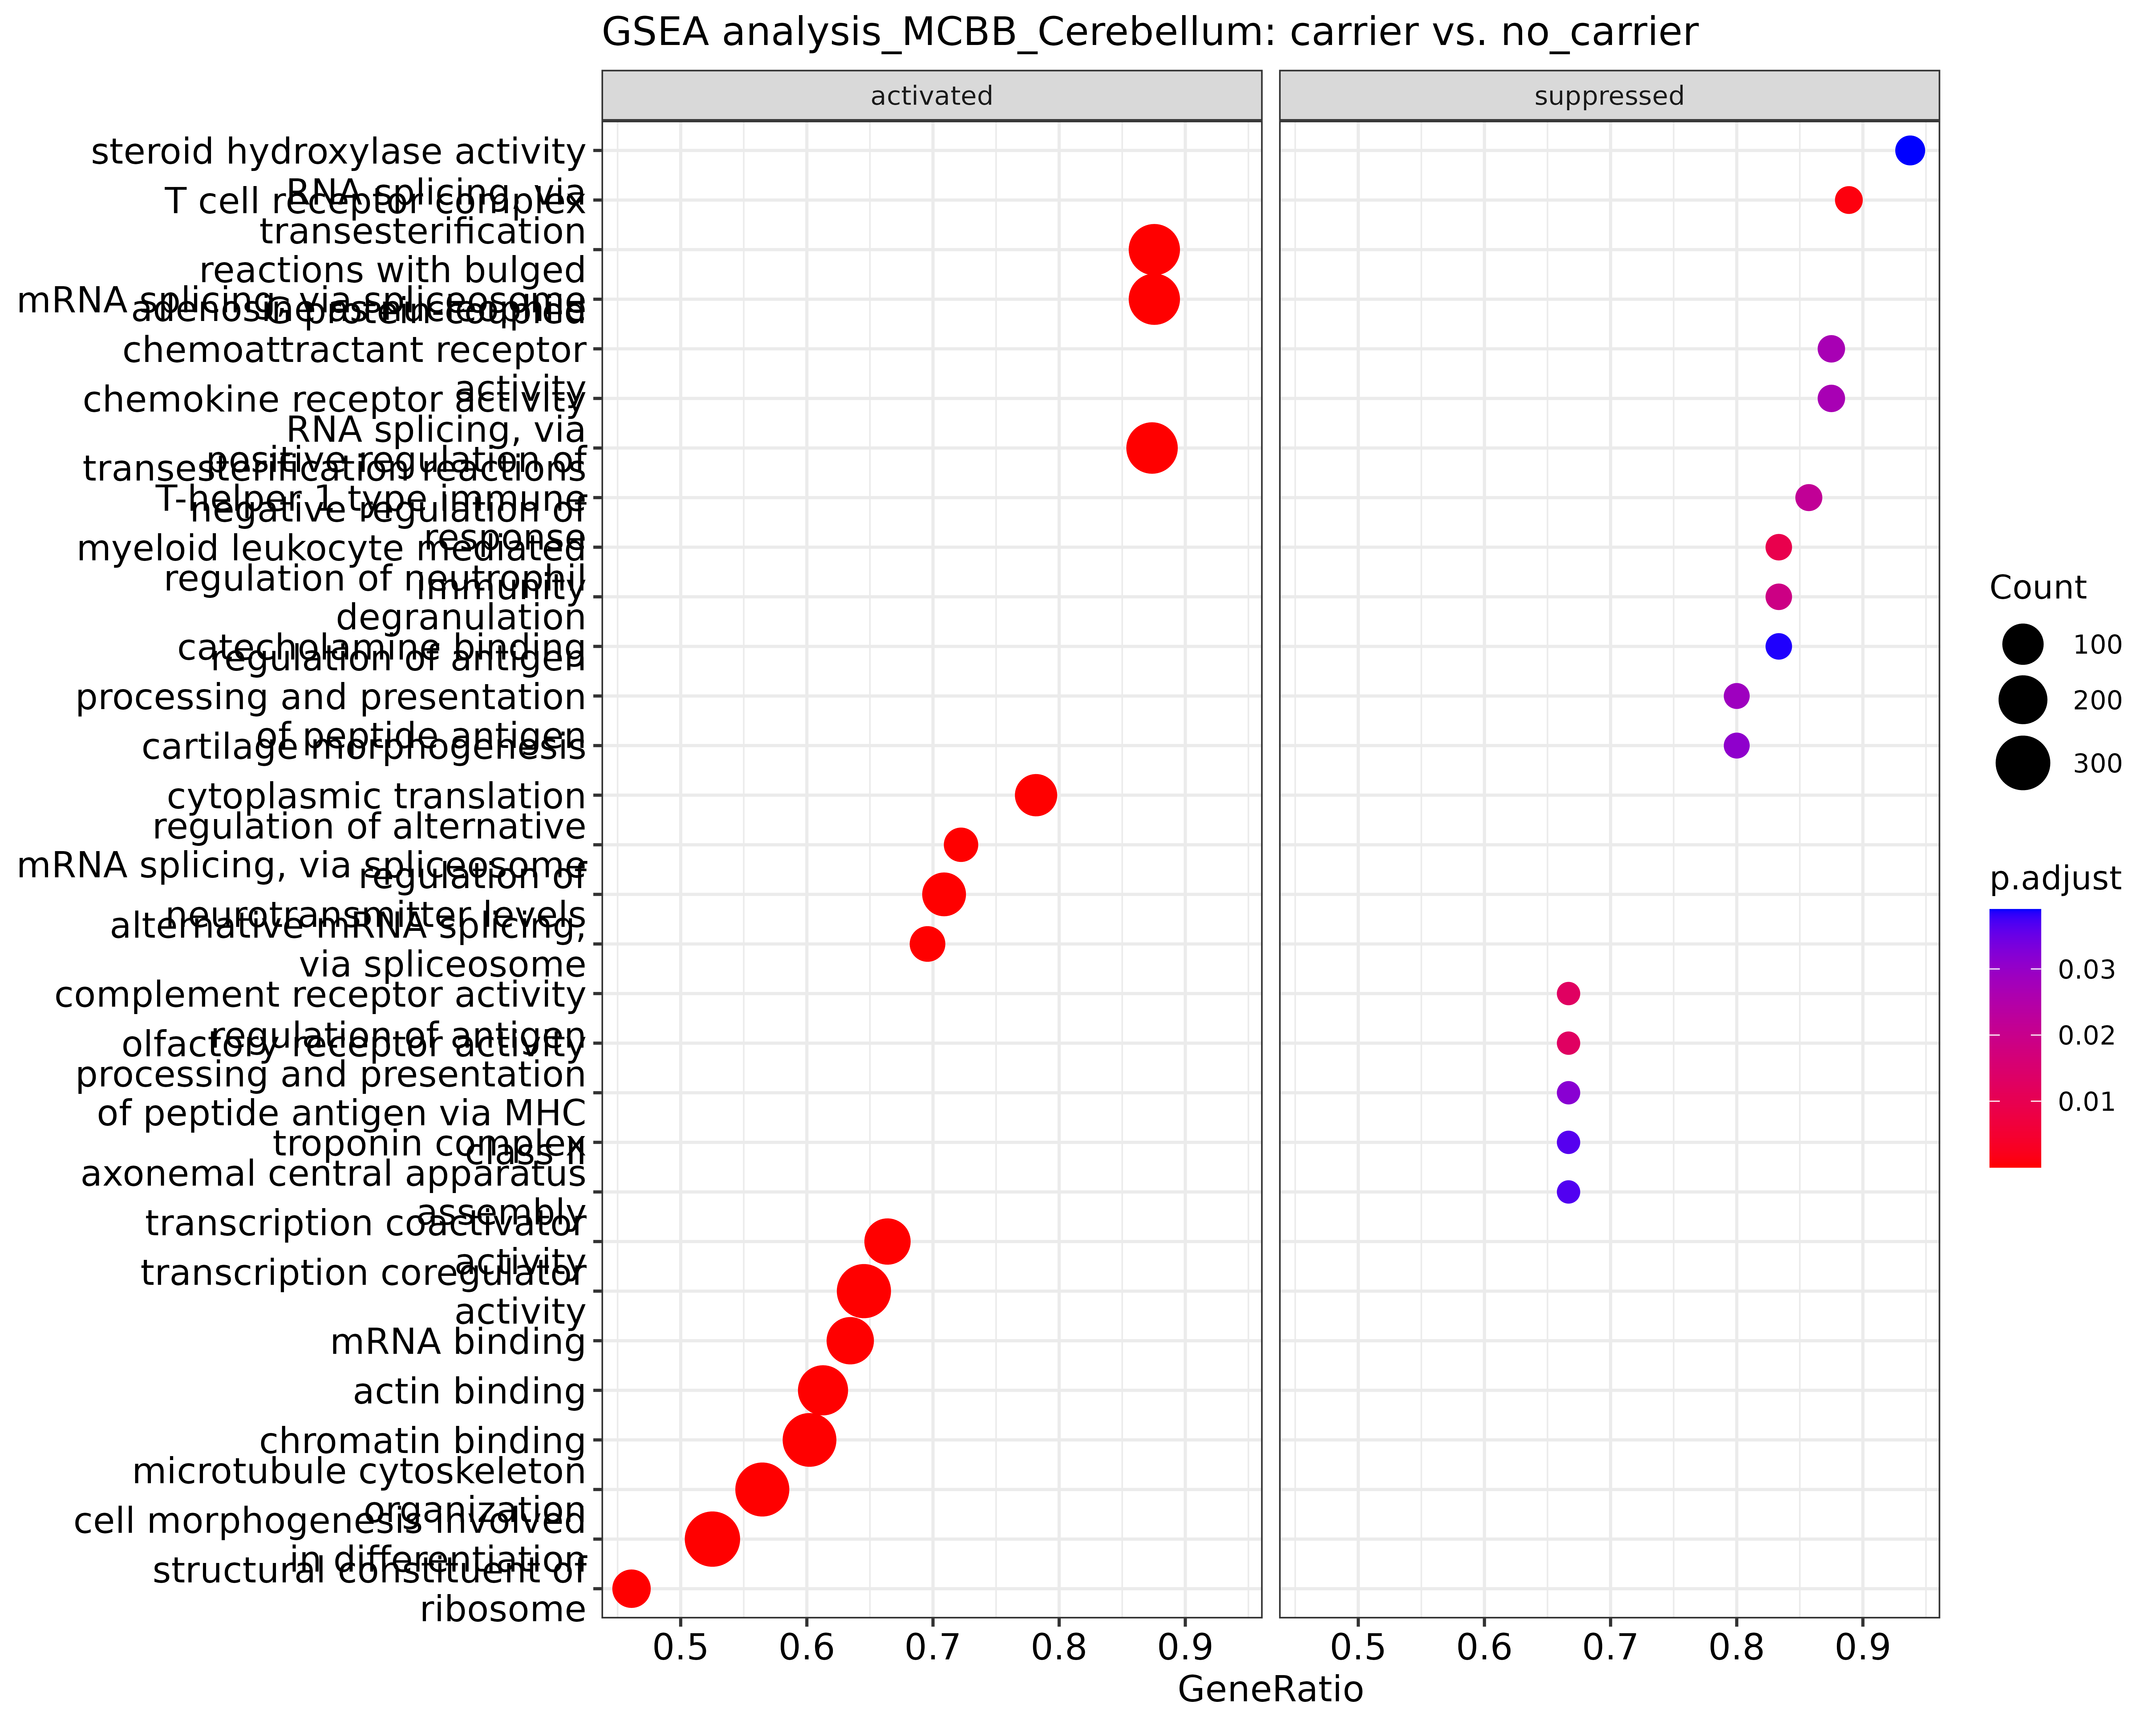 GSEA analysis_MCBB_Cerebellum: carrier vs. no_carrier
activated
suppressed
steroid hydroxylase activity
T cell receptor complex
RNA splicing, via
transesterification
reactions with bulged
adenosine as nucleophile
mRNA splicing, via spliceosome
G protein-coupled
chemoattractant receptor
activity
chemokine receptor activity
RNA splicing, via
transesterification reactions
positive regulation of
T-helper 1 type immune
response
negative regulation of
myeloid leukocyte mediated
immunity
regulation of neutrophil
degranulation
catecholamine binding
regulation of antigen
processing and presentation
of peptide antigen
cartilage morphogenesis
cytoplasmic translation
regulation of alternative
mRNA splicing, via spliceosome
regulation of
neurotransmitter levels
alternative mRNA splicing,
via spliceosome
complement receptor activity
olfactory receptor activity
regulation of antigen
processing and presentation
of peptide antigen via MHC
class II
troponin complex
axonemal central apparatus
assembly
transcription coactivator
activity
transcription coregulator
activity
mRNA binding
actin binding
chromatin binding
microtubule cytoskeleton
organization
cell morphogenesis involved
in differentiation
structural constituent of
ribosome
0.5 0.6 0.7 0.8 0.9
0.5 0.6 0.7 0.8 0.9
GeneRatio
Count
100
200
300
p.adjust
0.03
0.02
0.01